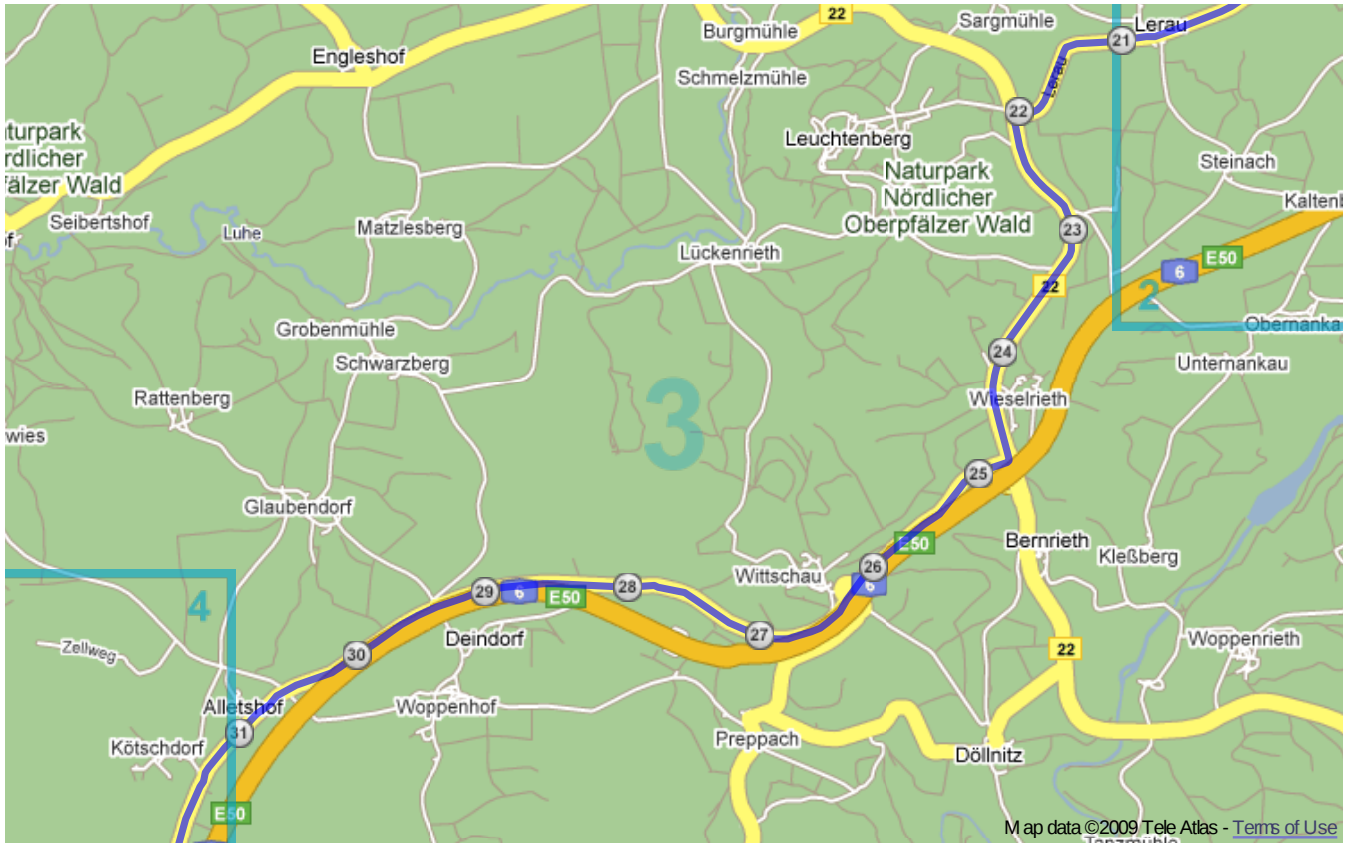 22
Sargmühle
Lerau
21
Burgmühle
Engleshof
Schmelzmühle
Lerau
22
Leuchtenberg
turpark
rdlicher
fälzer Wald
Steinach
Naturpark
Nördlicher
Oberpfälzer Wald
Kaltenb
Seibertshof
Luhe
Matzlesberg
23
Lückenrieth
E50
6
22
2
Grobenmühle
Obernanka
24
Schwarzberg
Unternankau
Rattenberg
Wieselrieth
3
wies
25
Glaubendorf
E50
Bernrieth
Kleßberg
26
Wittschau
6
29
6
E50
28
4
27
Deindorf
Woppenrieth
Zellweg
30
22
Alletshof
Woppenhof
31
Kötschdorf
Preppach
Döllnitz
E50
Map data ©2009 Tele Atlas - Terms of Use
Tanzmühle